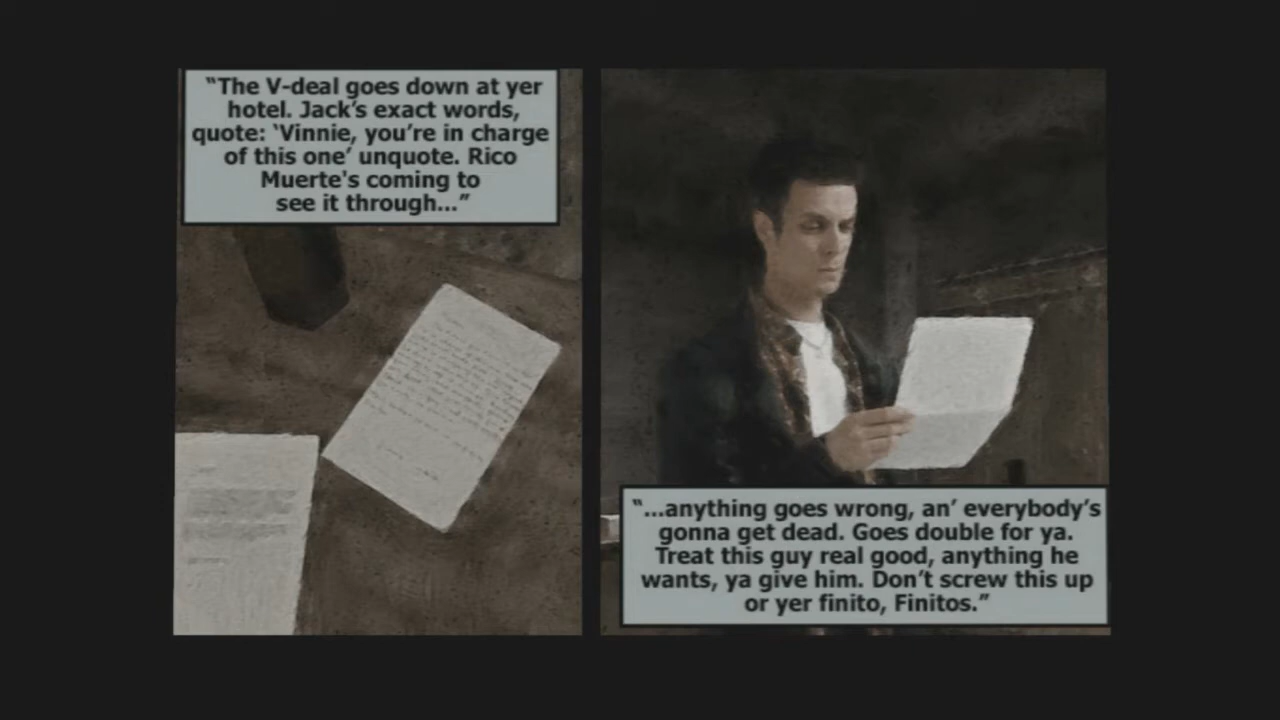 “The V-deal goes down at yer
hotel. Jack’s exact words,
quote: ‘Vinnie, you’re in charge
of this one’ unquote. Rico
Muerte's coming to
see it through...”
“...anything goes wrong, an’ everybody’s
gonna get dead. Goes double for ya.
Treat this guy real good, anything he
wants, ya give him. Don’t screw this up
or yer finito, Finitos.”